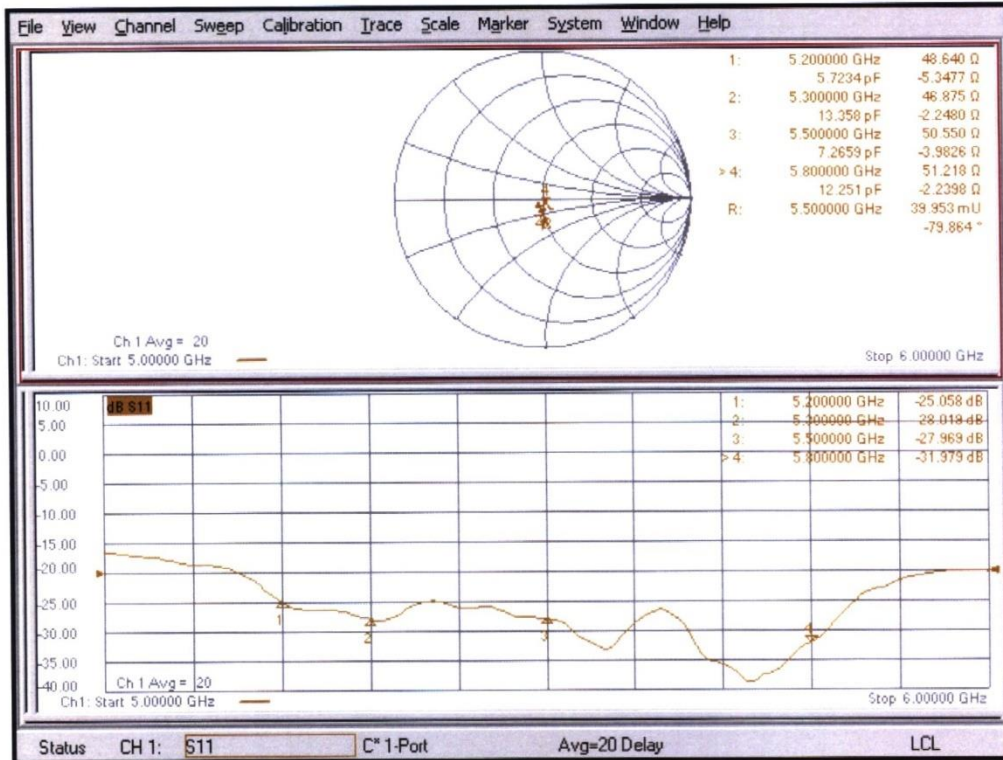 File View Channel Sweep Calibration Trace Scale Marker System Window Help
1: 5.200000 GHz 48.640 Ω
5.7234 pF -5.3477 Ω
2: 5.300000 GHz 46.875 Ω
13.358 pF -2.2480 Ω
3: 5.500000 GHz 50.550 Ω
7.2659 pF -3.9826 Ω
> 4: 5.800000 GHz 51.218 Ω
12.251 pF -2.2398 Ω
R: 5.500000 GHz 39.953 mU
-79.864 °
Ch 1 Avg = 20
Ch1: Start 5.00000 GHz
Stop 6.00000 GHz
dB S11
10.00
5.00
0.00
-5.00
-10.00
-15.00
-20.00
-25.00
-30.00
-35.00
-40.00
1: 5.200000 GHz -25.058 dB
2: 5.300000 GHz -28.019 dB
3: 5.500000 GHz -27.969 dB
> 4: 5.800000 GHz -31.979 dB
1
2
3
4
Ch 1 Avg = 20
Ch1: Start 5.00000 GHz
Stop 6.00000 GHz
Status CH 1: S11 C* 1-Port Avg=20 Delay LCL